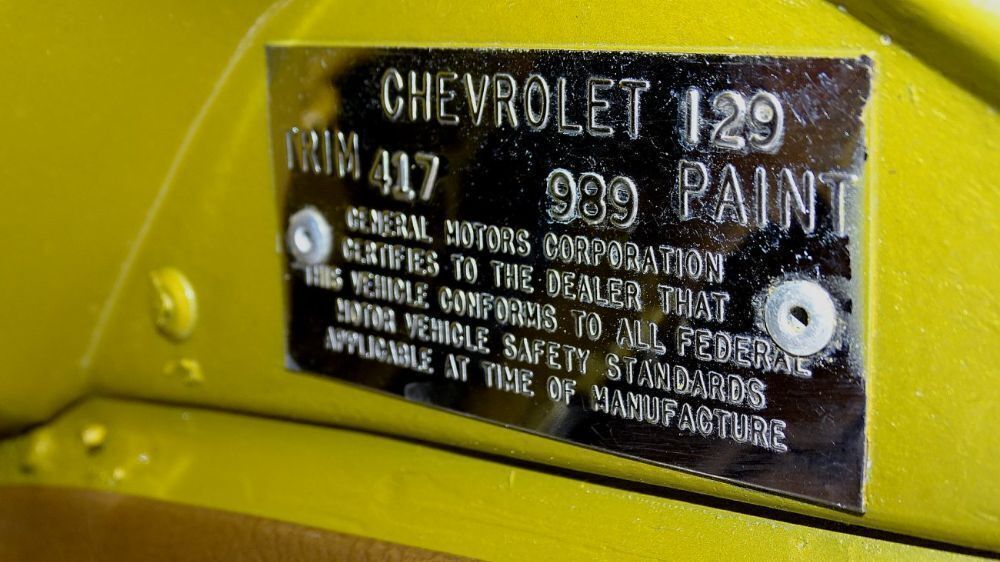 CHEVROLET 129
TRIM 417 989 PAINT
GENERAL MOTORS CORPORATION
CERTIFIES TO THE DEALER THAT
THIS VEHICLE CONFORMS TO ALL FEDERAL
MOTOR VEHICLE SAFETY STANDARDS
APPLICABLE AT TIME OF MANUFACTURE